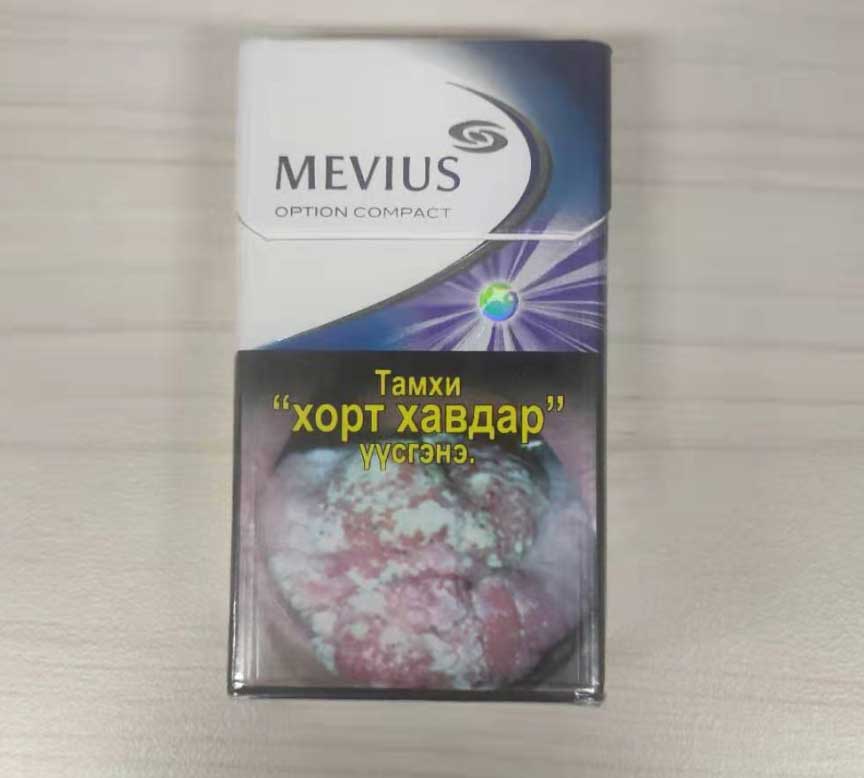 MEVIUS
OPTION COMPACT
Тамхи
“хорт хавдар”
үүсгэнэ.